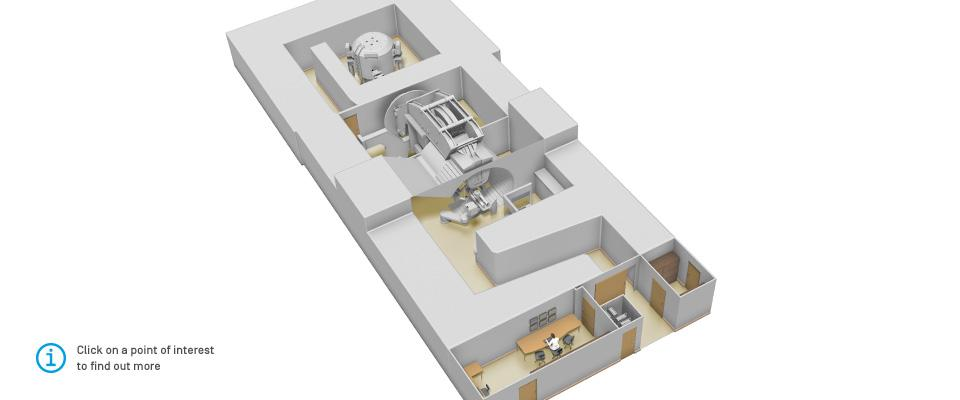 Click on a point of interest
to find out more